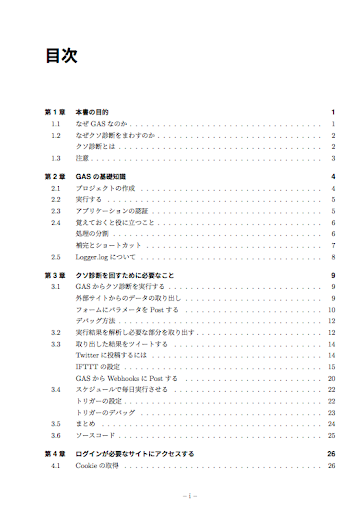 目次
第 1 章 本書の目的 1
1.1 なぜ GAS なのか . . . . . . . . . . . . . . . . . . . . 1
1.2 なぜクソ診断をまわすのか . . . . . . . . . . . . . . . . . . . . 2
クソ診断とは . . . . . . . . . . . . . . . . . . . . 2
1.3 注意 . . . . . . . . . . . . . . . . . . . . 3
第 2 章 GAS の基礎知識 4
2.1 プロジェクトの作成 . . . . . . . . . . . . . . . . . . . . 4
2.2 実行する . . . . . . . . . . . . . . . . . . . . 5
2.3 アプリケーションの認証 . . . . . . . . . . . . . . . . . . . . 5
2.4 覚えておくと役に立つこと . . . . . . . . . . . . . . . . . . . . 6
処理の分割 . . . . . . . . . . . . . . . . . . . . 6
補完とショートカット . . . . . . . . . . . . . . . . . . . . 7
2.5 Logger.log について . . . . . . . . . . . . . . . . . . . . 8
第 3 章 クソ診断を回すために必要なこと 9
3.1 GAS からクソ診断を実行する . . . . . . . . . . . . . . . . . . . . 9
外部サイトからのデータの取り出し . . . . . . . . . . . . . . . . . . . . 9
フォームにパラメータを Post する . . . . . . . . . . . . . . . . . . . . 10
デバッグ方法 . . . . . . . . . . . . . . . . . . . . 12
3.2 実行結果を解析し必要な部分を取り出す . . . . . . . . . . . . . . . . . . . . 12
3.3 取り出した結果をツイートする . . . . . . . . . . . . . . . . . . . . 14
Twitter に投稿するには . . . . . . . . . . . . . . . . . . . . 14
IFTTT の設定 . . . . . . . . . . . . . . . . . . . . 15
GAS から Webhooks に Post する . . . . . . . . . . . . . . . . . . . . 20
3.4 スケジュールで毎日実行させる . . . . . . . . . . . . . . . . . . . . 22
トリガーの設定 . . . . . . . . . . . . . . . . . . . . 22
トリガーのデバッグ . . . . . . . . . . . . . . . . . . . . 23
3.5 まとめ . . . . . . . . . . . . . . . . . . . . 24
3.6 ソースコード . . . . . . . . . . . . . . . . . . . . 25
第 4 章 ログインが必要なサイトにアクセスする 26
4.1 Cookie の取得 . . . . . . . . . . . . . . . . . . . . 26
– i –